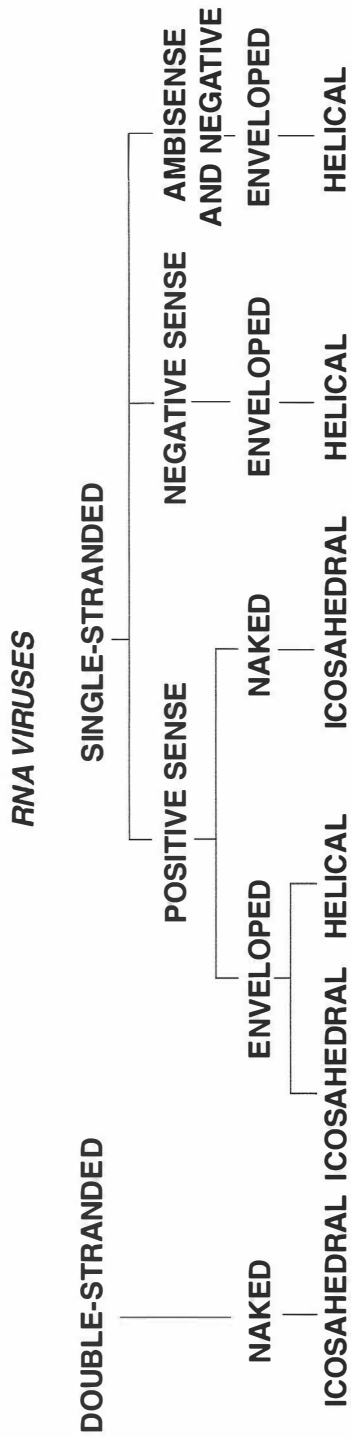 RNA VIRUSES
DOUBLE-STRANDED
SINGLE-STRANDED
POSITIVE SENSE
NEGATIVE SENSE
AMBISENSE
AND NEGATIVE
NAKED
ENVELOPED
NAKED
ENVELOPED
ENVELOPED
ICOSAHEDRAL
ICOSAHEDRAL
HELICAL
ICOSAHEDRAL
HELICAL
HELICAL